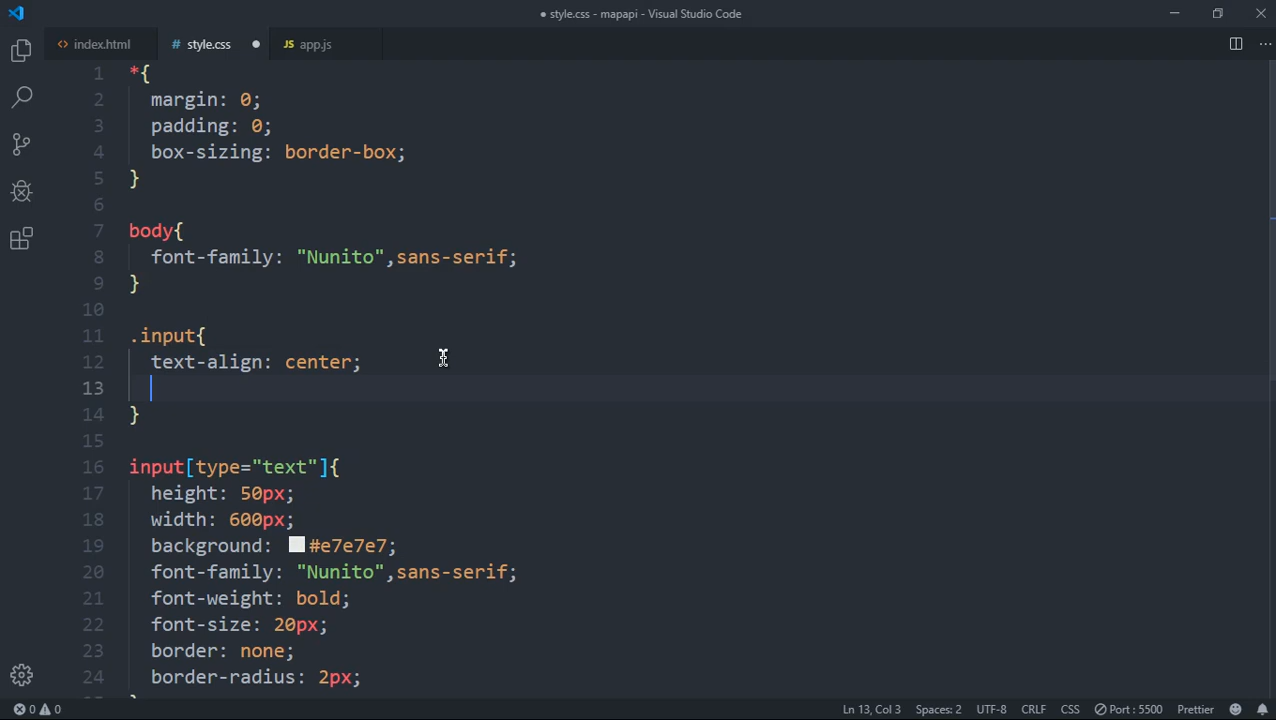 ● style.css - mapapi - Visual Studio Code
<> index.html
# style.css ●
JS app.js
1 *{
2 margin: 0;
3 padding: 0;
4 box-sizing: border-box;
5 }
6
7 body{
8 font-family: "Nunito",sans-serif;
9 }
10
11 .input{
12 text-align: center;
13
14 }
15
16 input[type="text"]{
17 height: 50px;
18 width: 600px;
19 background: #e7e7e7;
20 font-family: "Nunito",sans-serif;
21 font-weight: bold;
22 font-size: 20px;
23 border: none;
24 border-radius: 2px;
0 0 Ln 13, Col 3 Spaces: 2 UTF-8 CRLF CSS Port : 5500 Prettier